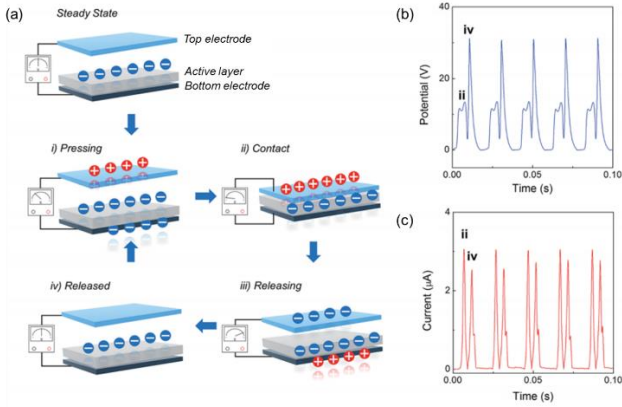 (a)
Steady State
Top electrode
Active layer
Bottom electrode
i) Pressing
ii) Contact
iv) Released
iii) Releasing
(b)
iv
ii
40
20
0
Potential (V)
0.00
0.05
0.10
Time (s)
(c)
ii
iv
4
2
0
Current (μA)
0.00
0.05
0.10
Time (s)